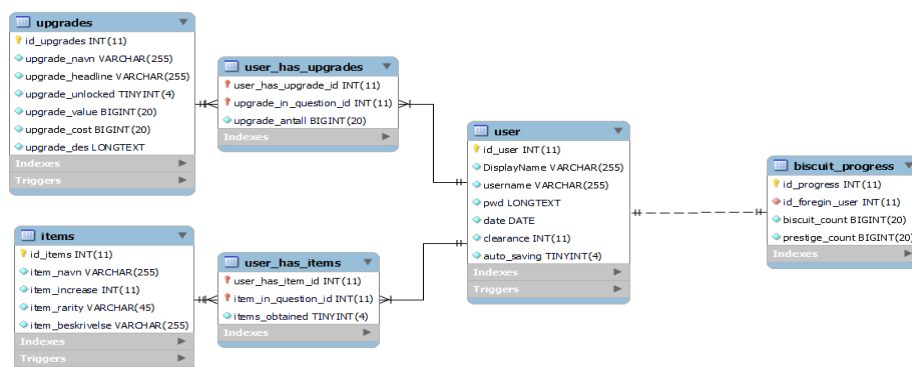 upgrades
id_upgrades INT(11)
upgrade_navn VARCHAR(255)
upgrade_headline VARCHAR(255)
upgrade_unlocked TINYINT(4)
upgrade_value BIGINT(20)
upgrade_cost BIGINT(20)
upgrade_des LONGTEXT
Indexes
Triggers
user_has_upgrades
user_has_upgrade_id INT(11)
upgrade_in_question_id INT(11)
upgrade_antall BIGINT(20)
Indexes
user
id_user INT(11)
DisplayName VARCHAR(255)
username VARCHAR(255)
pwd LONGTEXT
date DATE
clearance INT(11)
auto_saving TINYINT(4)
Indexes
Triggers
biscuit_progress
id_progress INT(11)
id_foregin_user INT(11)
biscuit_count BIGINT(20)
prestige_count BIGINT(20)
Indexes
items
id_items INT(11)
item_navn VARCHAR(255)
item_increase INT(11)
item_rarity VARCHAR(45)
item_beskrivelse VARCHAR(255)
Indexes
Triggers
user_has_items
user_has_item_id INT(11)
item_in_question_id INT(11)
items_obtained TINYINT(4)
Indexes